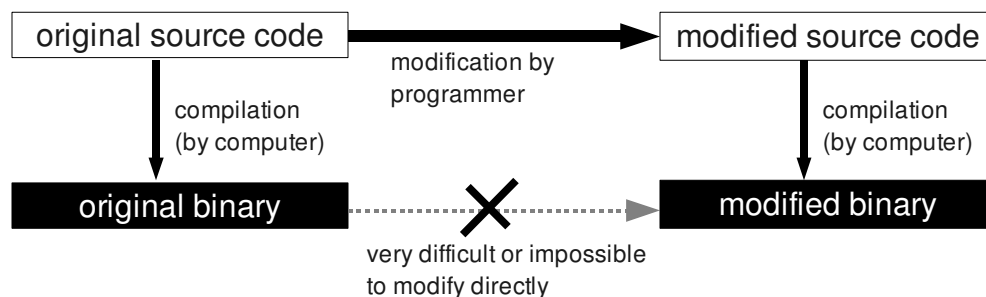 original source code
modified source code
modification by
programmer
compilation
(by computer)
compilation
(by computer)
original binary
modified binary
very difficult or impossible
to modify directly